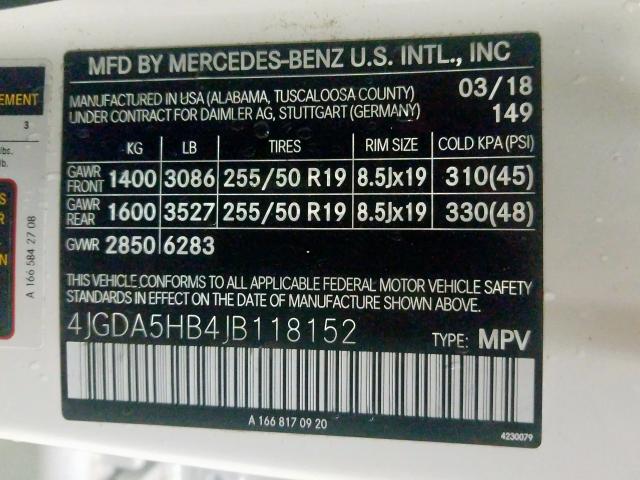 MFD BY MERCEDES-BENZ U.S. INTL., INC
MANUFACTURED IN USA (ALABAMA, TUSCALOOSA COUNTY) 03/18
UNDER CONTRACT FOR DAIMLER AG, STUTTGART (GERMANY) 149
KG LB TIRES RIM SIZE COLD KPA (PSI)
GAWR FRONT 1400 3086 255/50 R19 8.5Jx19 310(45)
GAWR REAR 1600 3527 255/50 R19 8.5Jx19 330(48)
GVWR 2850 6283
THIS VEHICLE CONFORMS TO ALL APPLICABLE FEDERAL MOTOR VEHICLE SAFETY
STANDARDS IN EFFECT ON THE DATE OF MANUFACTURE SHOWN ABOVE.
4JGDA5HB4JB118152 TYPE: MPV
A 166 817 09 20
4230079
EMENT
3
lbs.
lb.
A 166 584 27 08